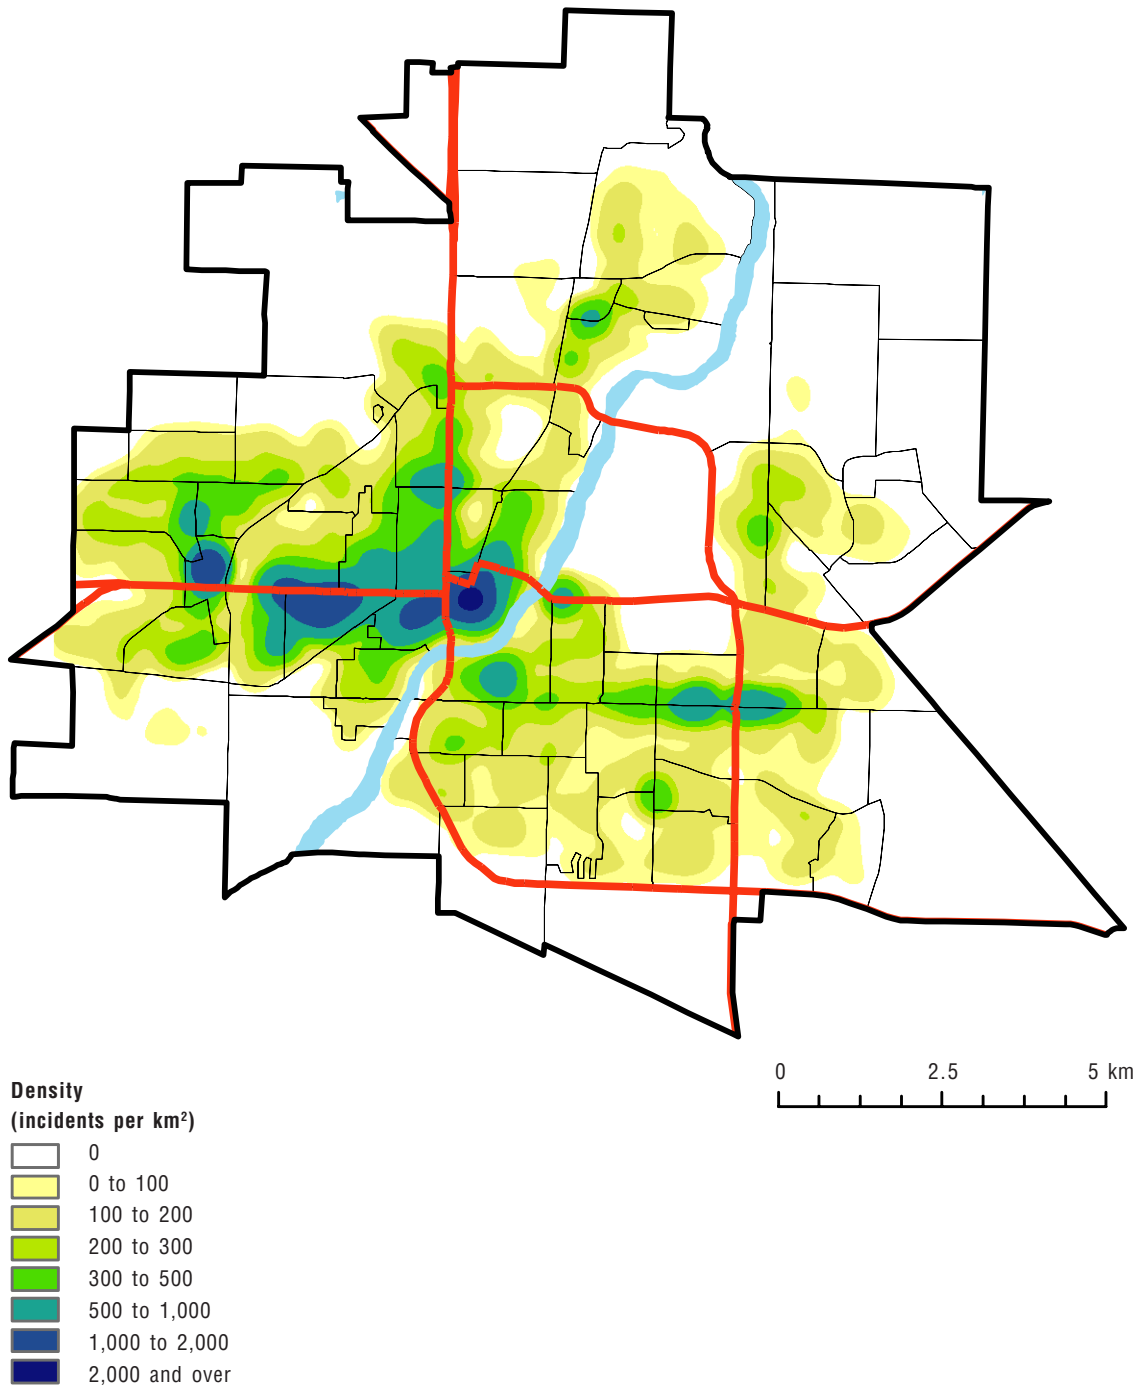 0 2.5 5 km
Density
(incidents per km²)
0
0 to 100
100 to 200
200 to 300
300 to 500
500 to 1,000
1,000 to 2,000
2,000 and over